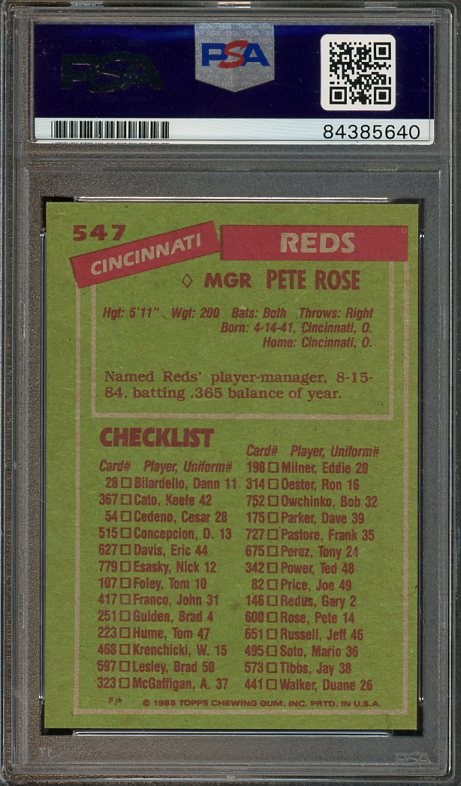 PSA
PSA
84385640
547
CINCINNATI
REDS
◇ MGR PETE ROSE
Hgt: 5'11" Wgt: 200 Bats: Both Throws: Right
Born: 4-14-41, Cincinnati, O.
Home: Cincinnati, O.
Named Reds' player-manager, 8-15-
84, batting .365 balance of year.
CHECKLIST
Card# Player, Uniform#
28 □ Bilardello, Dann 11
367 □ Cato, Keefe 42
54 □ Cedeno, Cesar 28
515 □ Concepcion, D. 13
627 □ Davis, Eric 44
779 □ Esasky, Nick 12
107 □ Foley, Tom 10
417 □ Franco, John 31
251 □ Gulden, Brad 4
223 □ Hume, Tom 47
468 □ Krenchicki, W. 15
597 □ Lesley, Brad 50
323 □ McGaffigan, A. 37
Card# Player, Uniform#
198 □ Milner, Eddie 20
314 □ Oester, Ron 16
752 □ Owchinko, Bob 32
175 □ Parker, Dave 39
727 □ Pastore, Frank 35
675 □ Perez, Tony 24
342 □ Power, Ted 48
82 □ Price, Joe 49
146 □ Redus, Gary 2
600 □ Rose, Pete 14
651 □ Russell, Jeff 46
495 □ Soto, Mario 36
573 □ Tibbs, Jay 38
441 □ Walker, Duane 26
© 1985 TOPPS CHEWING GUM, INC. PRTD. IN U.S.A.
PSA